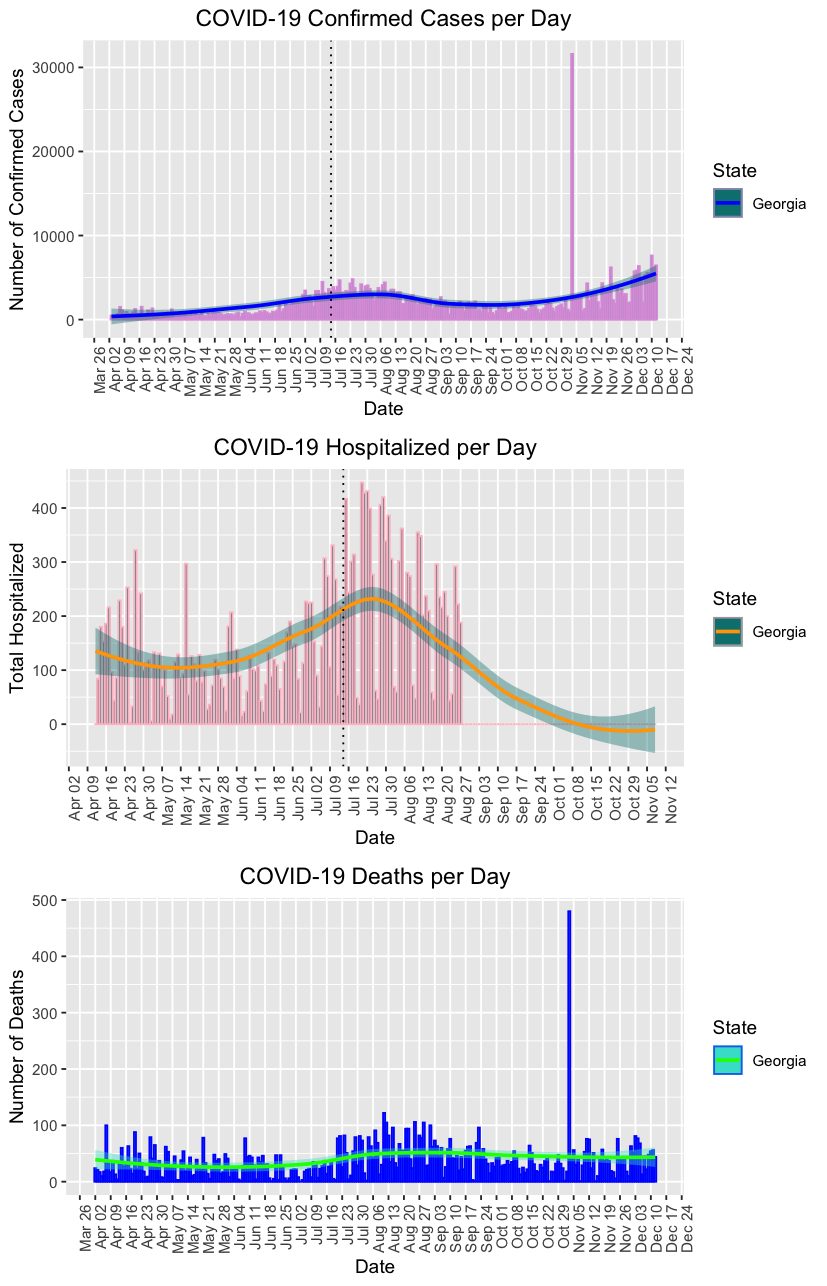 COVID-19 Confirmed Cases per Day
Number of Confirmed Cases
30000
20000
10000
0
Mar 26
Apr 02
Apr 09
Apr 16
Apr 23
Apr 30
May 07
May 14
May 21
May 28
Jun 04
Jun 11
Jun 18
Jun 25
Jul 02
Jul 09
Jul 16
Jul 23
Jul 30
Aug 06
Aug 13
Aug 20
Aug 27
Sep 03
Sep 10
Sep 17
Sep 24
Oct 01
Oct 08
Oct 15
Oct 22
Oct 29
Nov 05
Nov 12
Nov 19
Nov 26
Dec 03
Dec 10
Dec 17
Dec 24
Date
State
Georgia
COVID-19 Hospitalized per Day
Total Hospitalized
400
300
200
100
0
Apr 02
Apr 09
Apr 16
Apr 23
Apr 30
May 07
May 14
May 21
May 28
Jun 04
Jun 11
Jun 18
Jun 25
Jul 02
Jul 09
Jul 16
Jul 23
Jul 30
Aug 06
Aug 13
Aug 20
Aug 27
Sep 03
Sep 10
Sep 17
Sep 24
Oct 01
Oct 08
Oct 15
Oct 22
Oct 29
Nov 05
Nov 12
Date
State
Georgia
COVID-19 Deaths per Day
Number of Deaths
500
400
300
200
100
0
Mar 26
Apr 02
Apr 09
Apr 16
Apr 23
Apr 30
May 07
May 14
May 21
May 28
Jun 04
Jun 11
Jun 18
Jun 25
Jul 02
Jul 09
Jul 16
Jul 23
Jul 30
Aug 06
Aug 13
Aug 20
Aug 27
Sep 03
Sep 10
Sep 17
Sep 24
Oct 01
Oct 08
Oct 15
Oct 22
Oct 29
Nov 05
Nov 12
Nov 19
Nov 26
Dec 03
Dec 10
Dec 17
Dec 24
Date
State
Georgia